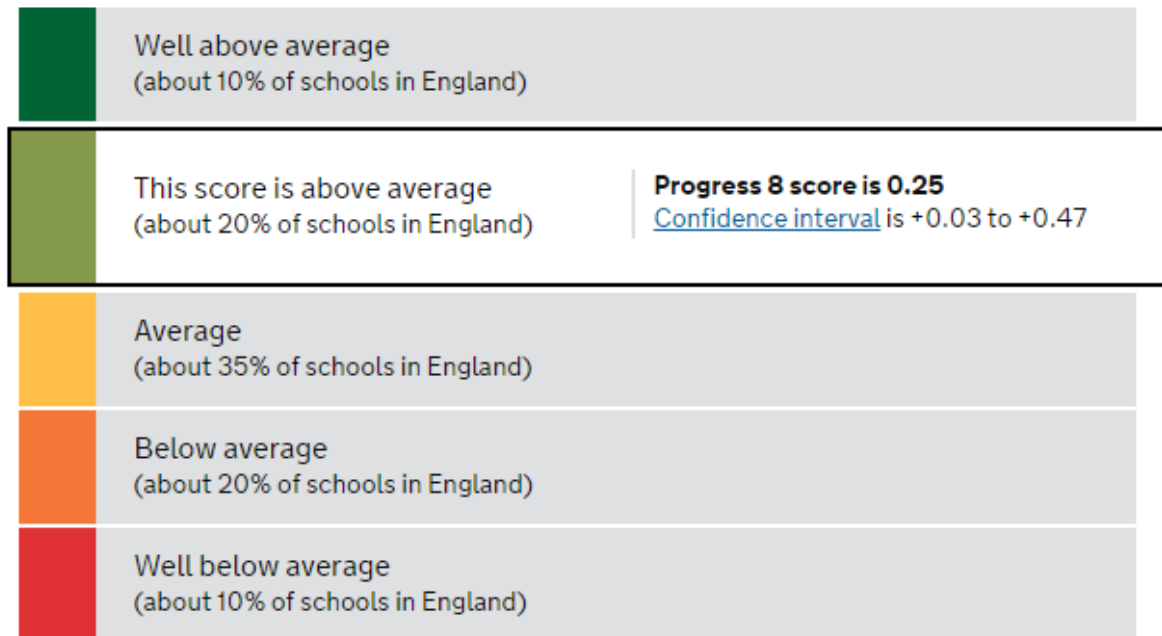 Well above average
(about 10% of schools in England)
This score is above average
(about 20% of schools in England)
Progress 8 score is 0.25
Confidence interval is +0.03 to +0.47
Average
(about 35% of schools in England)
Below average
(about 20% of schools in England)
Well below average
(about 10% of schools in England)